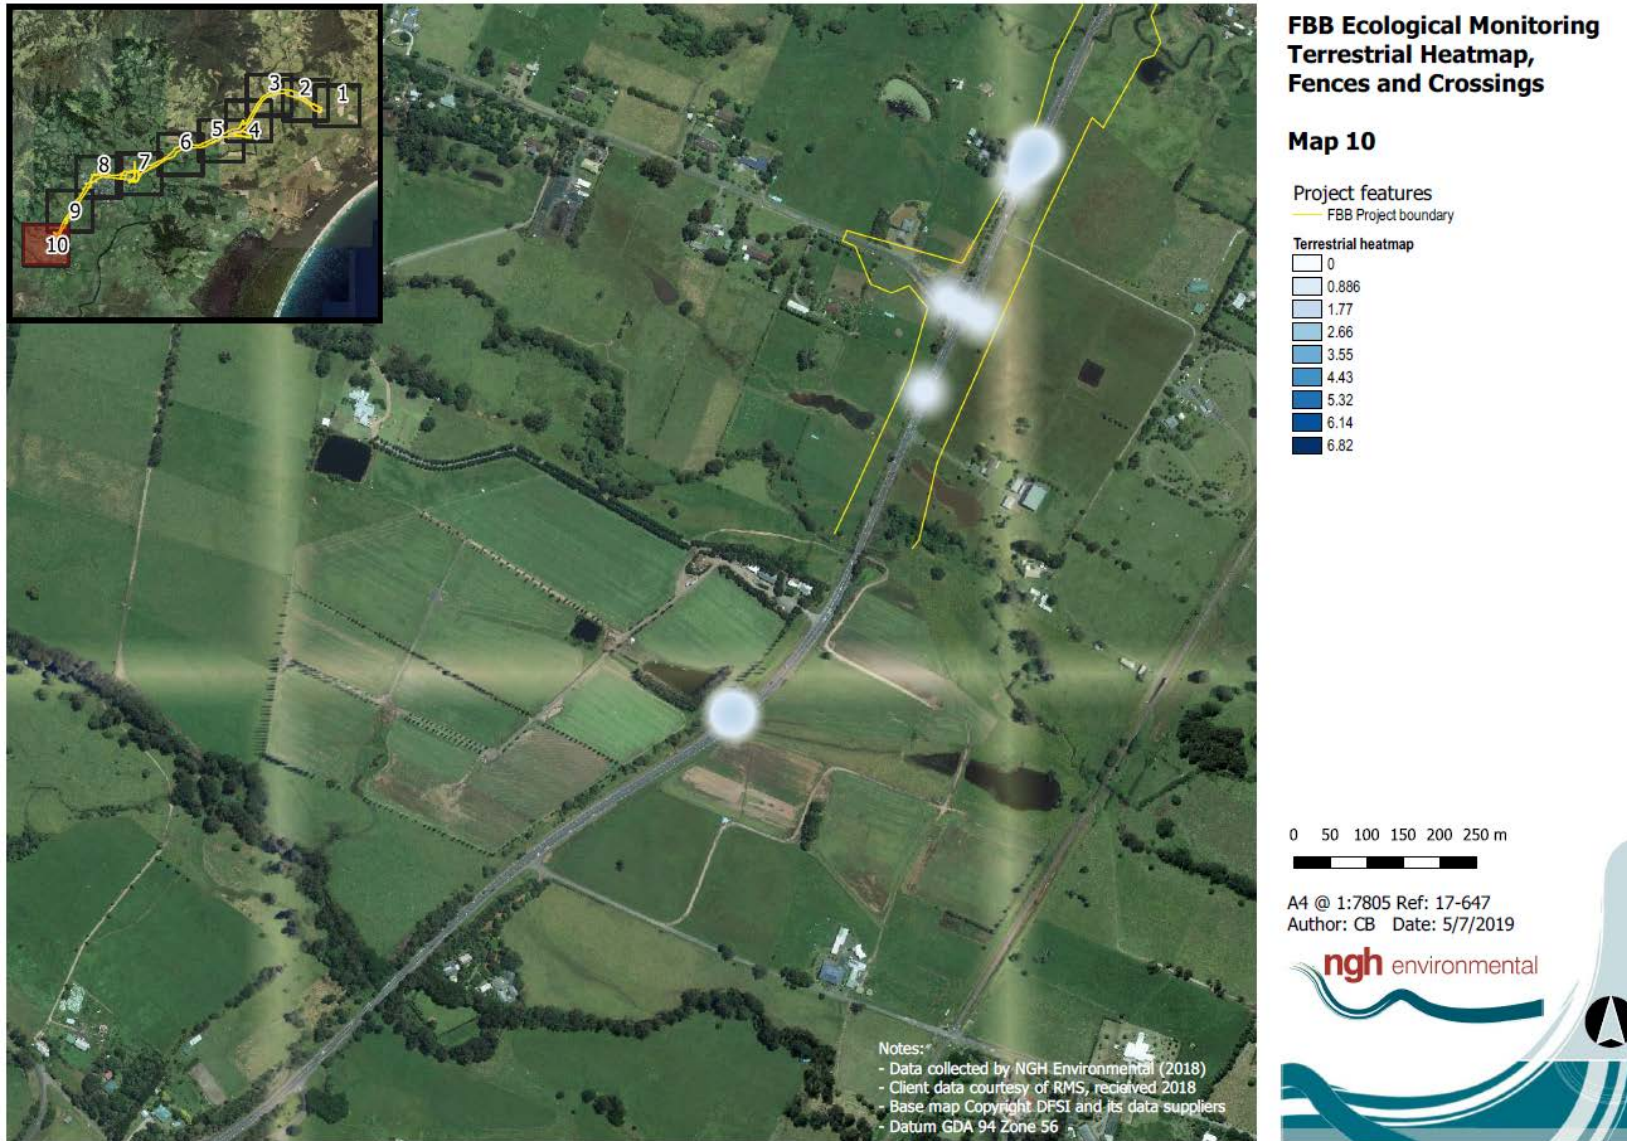 3
2
1
5
4
6
8
7
9
10
FBB Ecological Monitoring
Terrestrial Heatmap,
Fences and Crossings
Map 10
Project features
FBB Project boundary
Terrestrial heatmap
0
0.886
1.77
2.66
3.55
4.43
5.32
6.14
6.82
0 50 100 150 200 250 m
A4 @ 1:7805 Ref: 17-647
Author: CB Date: 5/7/2019
ngh environmental
Notes:
- Data collected by NGH Environmental (2018)
- Client data courtesy of RMS, recieived 2018
- Base map Copyright DFSI and its data suppliers
- Datum GDA 94 Zone 56